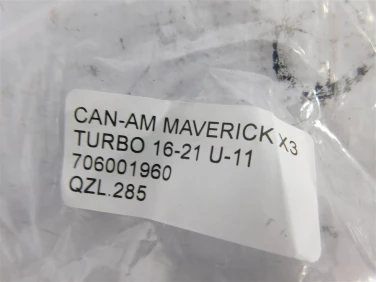 CAN-AM MAVERICK X3
TURBO 16-21 U-11
706001960
QZL.285